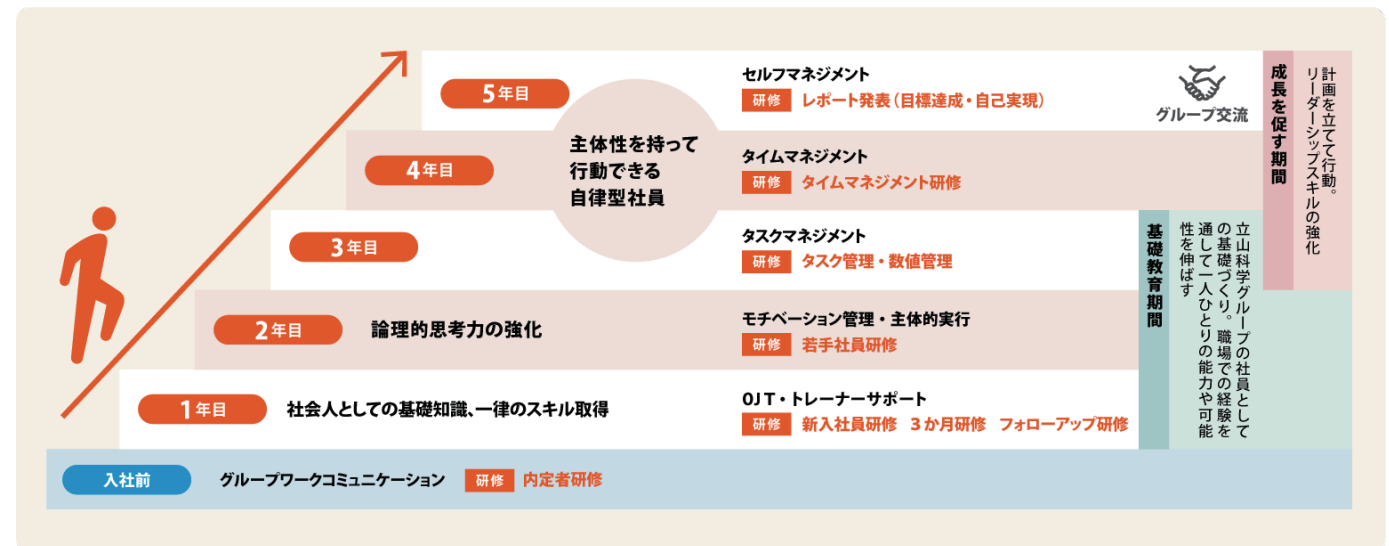 5年目
セルフマネジメント
研修 レポート発表(目標達成・自己実現)
グループ交流
主体性を持って
行動できる
自律型社員
4年目
タイムマネジメント
研修 タイムマネジメント研修
3年目
タスクマネジメント
研修 タスク管理・数値管理
2年目
論理的思考力の強化
モチベーション管理・主体的実行
研修 若手社員研修
1年目
社会人としての基礎知識、一律のスキル取得
OJT・トレーナーサポート
研修 新入社員研修 3か月研修 フォローアップ研修
入社前
グループワークコミュニケーション
研修 内定者研修
成長を促す期間
計画を立てて行動。
リーダーシップスキルの強化
基礎教育期間
立山科学グループの社員として
の基礎づくり。職場での経験を
通して一人ひとりの能力や可能
性を伸ばす